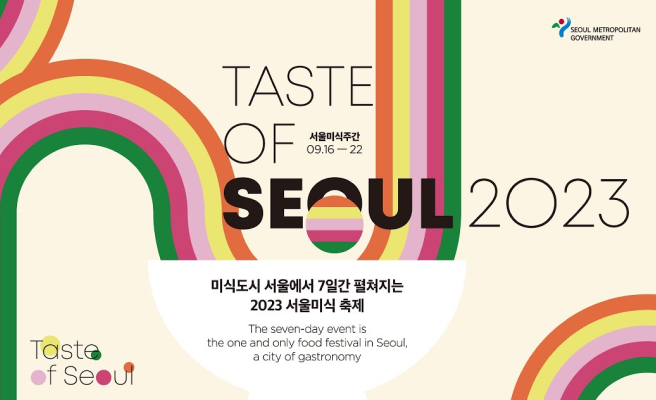 SEOUL METROPOLITAN
GOVERNMENT
TASTE
OF
서울미식주간
09.16 — 22
SEOUL 2023
미식도시 서울에서 7일간 펼쳐지는
2023 서울미식 축제
The seven-day event is
the one and only food festival in Seoul,
a city of gastronomy
Taste
of Seoul